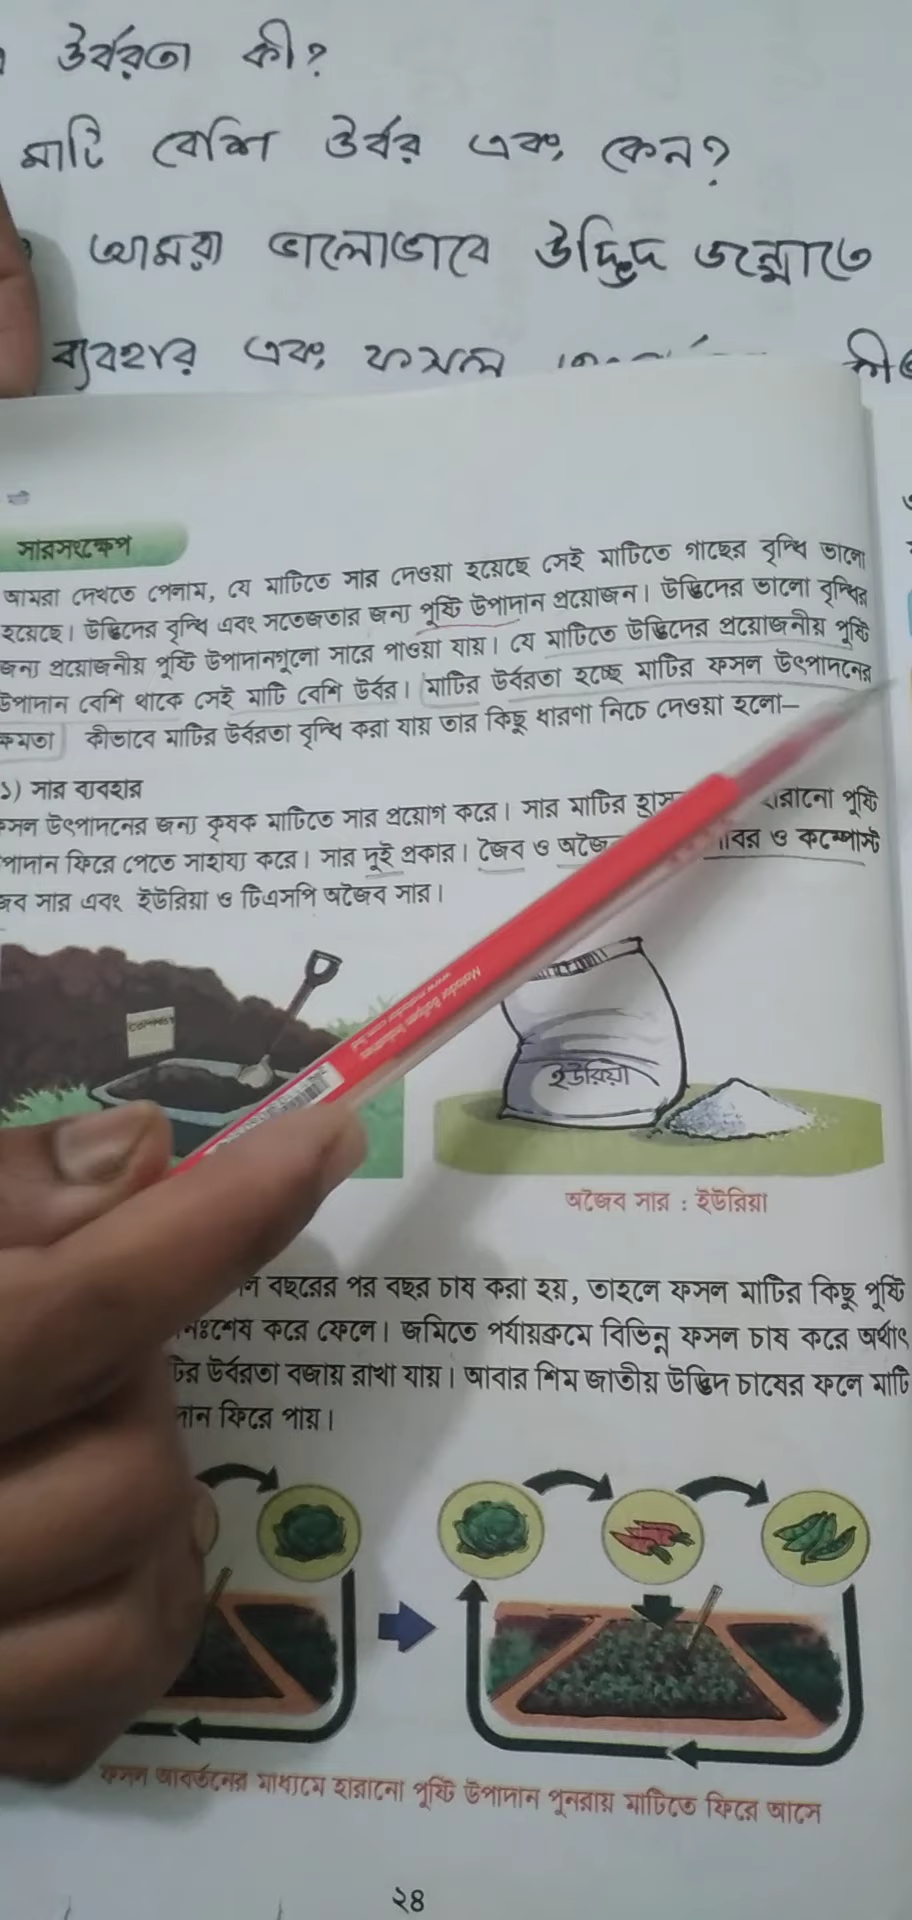 উর্বরতা কী?
মাটি বেশি উর্বর এবং কেন?
আমরা ভালোভাবে উদ্ভিদ জন্মাতে
ব্যবহার এবং ফসল
সারসংক্ষেপ
আমরা দেখতে পেলাম, যে মাটিতে সার দেওয়া হয়েছে সেই মাটিতে গাছের বৃদ্ধি ভালো
হয়েছে। উদ্ভিদের বৃদ্ধি এবং সতেজতার জন্য পুষ্টি উপাদান প্রয়োজন। উদ্ভিদের ভালো বৃদ্ধির
জন্য প্রয়োজনীয় পুষ্টি উপাদানগুলো সারে পাওয়া যায়। যে মাটিতে উদ্ভিদের প্রয়োজনীয় পুষ্টি
উপাদান বেশি থাকে সেই মাটি বেশি উর্বর। মাটির উর্বরতা হচ্ছে মাটির ফসল উৎপাদনের
ক্ষমতা কীভাবে মাটির উর্বরতা বৃদ্ধি করা যায় তার কিছু ধারণা নিচে দেওয়া হলো—
১) সার ব্যবহার
ফসল উৎপাদনের জন্য কৃষক মাটিতে সার প্রয়োগ করে। সার মাটির হারানো পুষ্টি
উপাদান ফিরে পেতে সাহায্য করে। সার দুই প্রকার। জৈব ও অজৈব গোবর ও কম্পোস্ট
জৈব সার এবং ইউরিয়া ও টিএসপি অজৈব সার।
COMPOST
ইউরিয়া
অজৈব সার : ইউরিয়া
বছরের পর বছর চাষ করা হয়, তাহলে ফসল মাটির কিছু পুষ্টি
নিঃশেষ করে ফেলে। জমিতে পর্যায়ক্রমে বিভিন্ন ফসল চাষ করে অর্থাৎ
উর্বরতা বজায় রাখা যায়। আবার শিম জাতীয় উদ্ভিদ চাষের ফলে মাটি
ফিরে পায়।
ফসল আবর্তনের মাধ্যমে হারানো পুষ্টি উপাদান পুনরায় মাটিতে ফিরে আসে
২৪